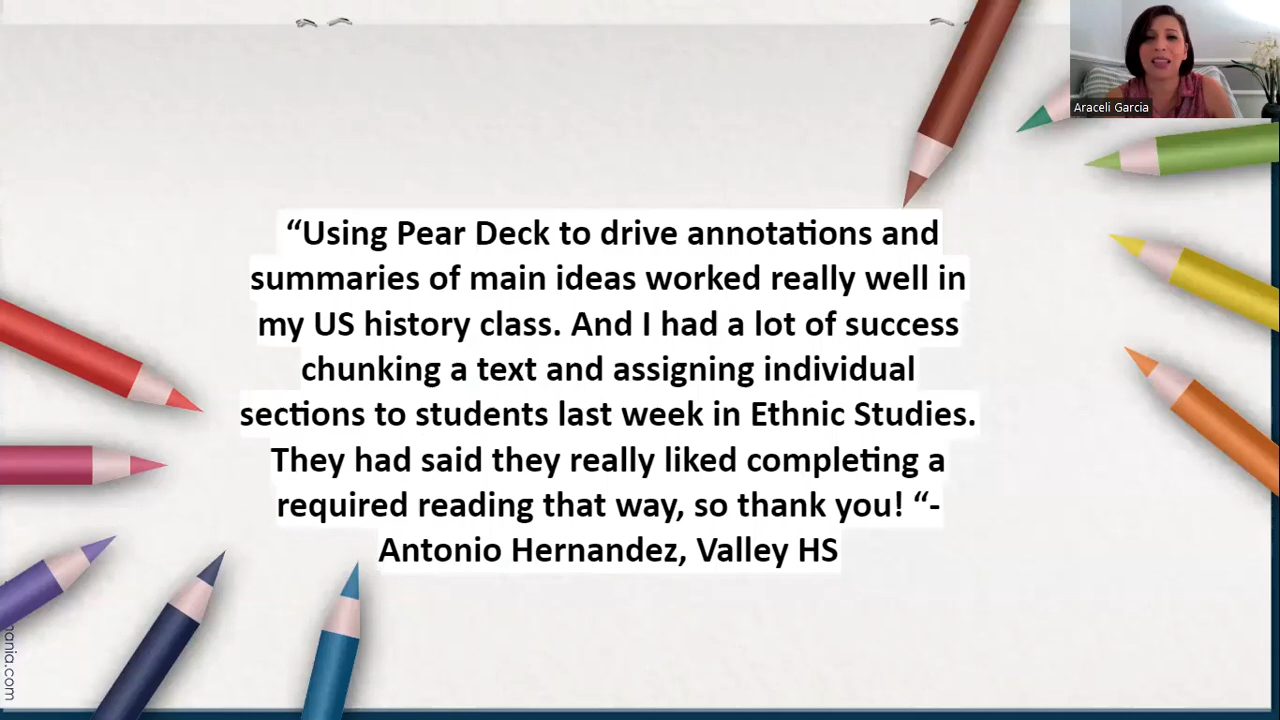 Araceli Garcia
“Using Pear Deck to drive annotations and
summaries of main ideas worked really well in
my US history class. And I had a lot of success
chunking a text and assigning individual
sections to students last week in Ethnic Studies.
They had said they really liked completing a
required reading that way, so thank you! “-
Antonio Hernandez, Valley HS